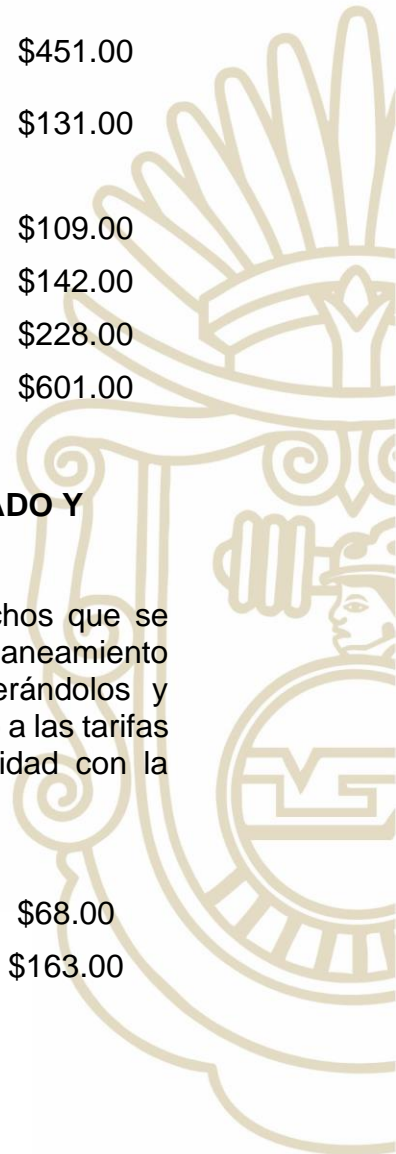 $451.00
$131.00
$109.00
$142.00
$228.00
$601.00
ADO Y
chos que se
aneamiento
erándolos y
a las tarifas
idad con la
$68.00
$163.00